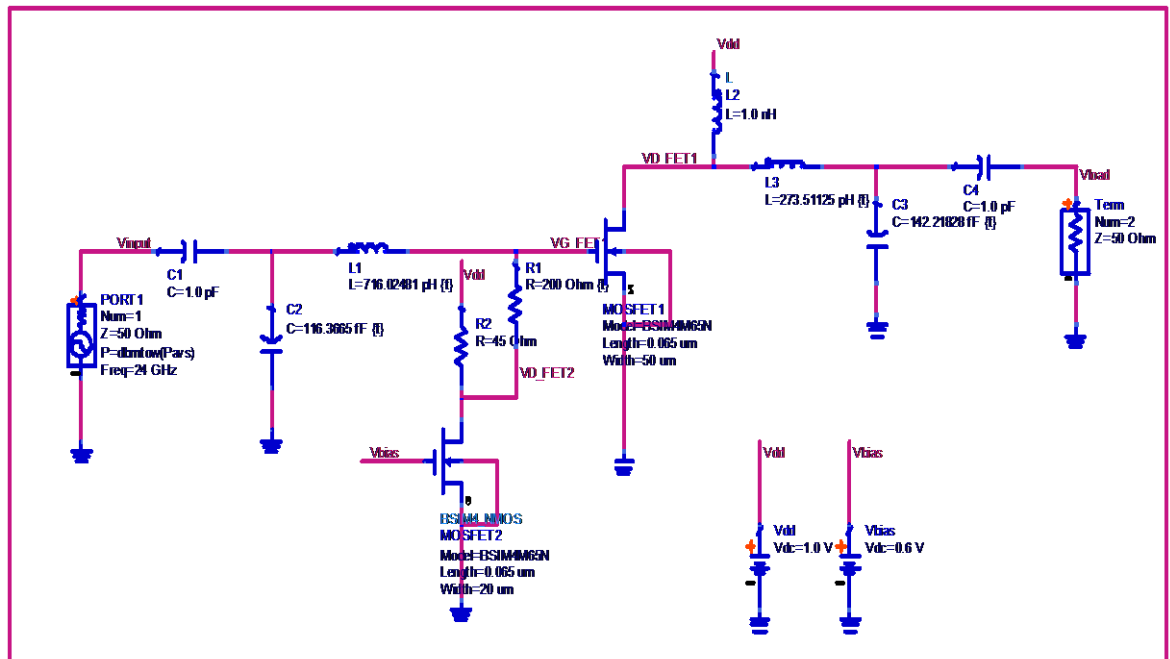 Vdd
L
L2
L=1.0 nH
VD_FET1
L3
L=273.51125 pH {t}
C3
C=142.21828 fF {t}
C4
C=1.0 pF
Vload
Term
Num=2
Z=50 Ohm
Vinput
C1
C=1.0 pF
L1
L=716.02481 pH {t}
VG_FET
PORT1
Num=1
Z=50 Ohm
P=dbmtow(Pavs)
Freq=24 GHz
C2
C=116.3665 fF {t}
Vdd
R2
R=45 Ohm
R1
R=200 Ohm {t}
VD_FET2
MOSFET1
Model=BSIM4M65N
Length=0.065 um
Width=50 um
Vbias
BSIM4_NMOS
MOSFET2
Model=BSIM4M65N
Length=0.065 um
Width=20 um
Vdd
Vdd
Vdc=1.0 V
Vbias
Vbias
Vdc=0.6 V